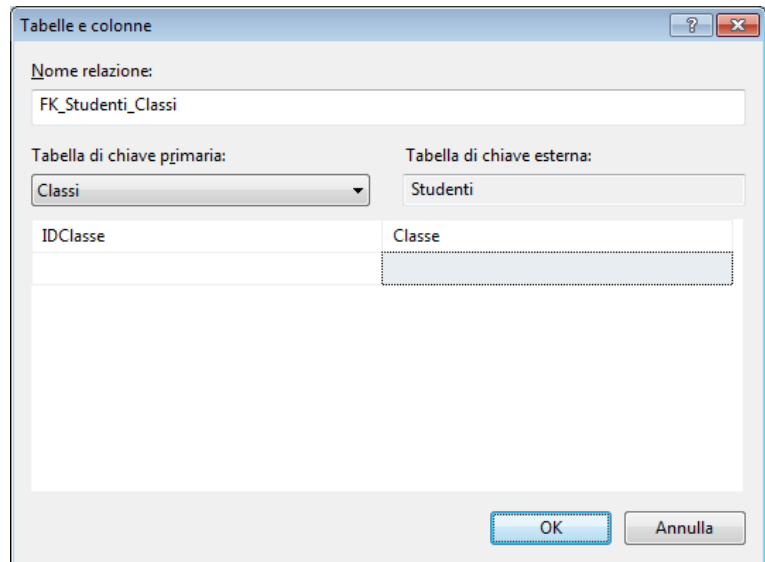 Tabelle e colonne
Nome relazione:
FK_Studenti_Classi
Tabella di chiave primaria: Tabella di chiave esterna:
Classi Studenti
IDClasse Classe
OK Annulla